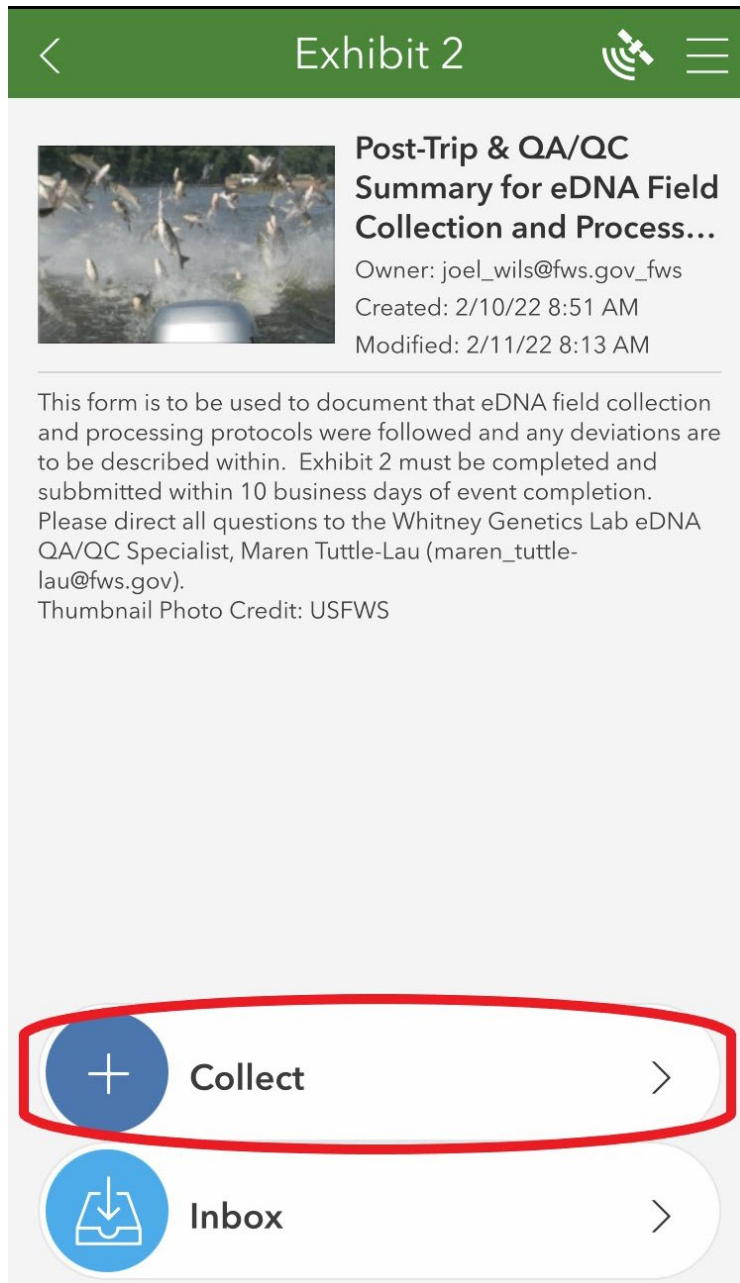 Exhibit 2
Post-Trip & QA/QC
Summary for eDNA Field
Collection and Process...
Owner: joel_wils@fws.gov_fws
Created: 2/10/22 8:51 AM
Modified: 2/11/22 8:13 AM
This form is to be used to document that eDNA field collection
and processing protocols were followed and any deviations are
to be described within.  Exhibit 2 must be completed and
subbmitted within 10 business days of event completion.
Please direct all questions to the Whitney Genetics Lab eDNA
QA/QC Specialist, Maren Tuttle-Lau (maren_tuttle-
lau@fws.gov).
Thumbnail Photo Credit: USFWS
Collect
Inbox